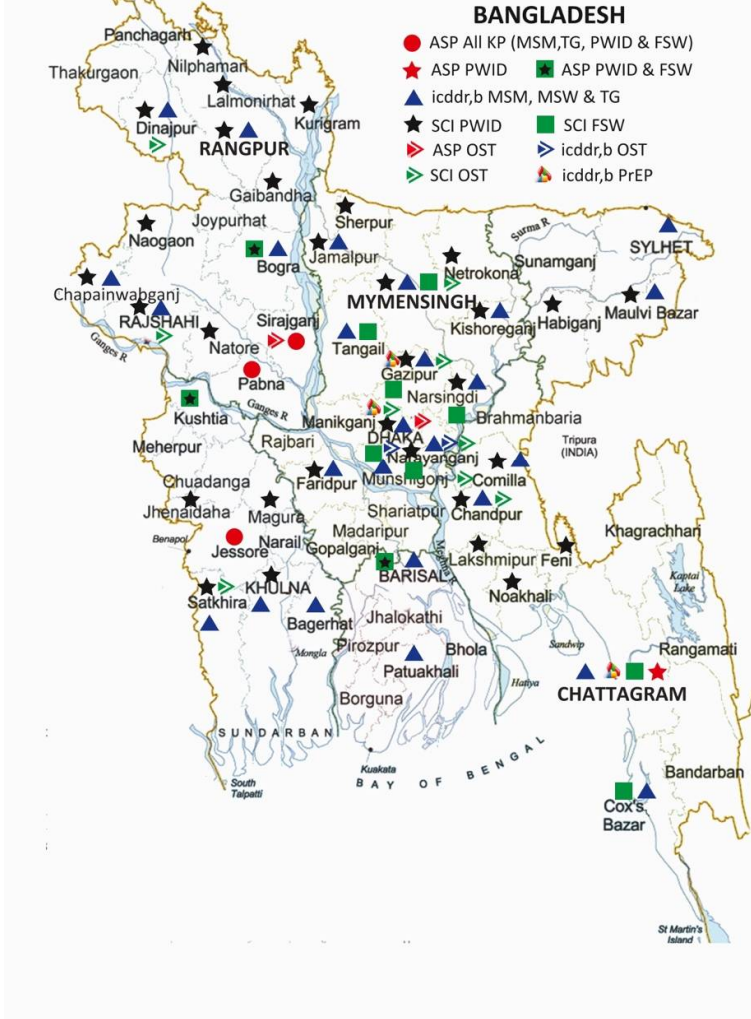 BANGLADESH
ASP All KP (MSM,TG, PWID & FSW)
ASP PWID
ASP PWID & FSW
icddr,b MSM, MSW & TG
SCI PWID
SCI FSW
ASP OST
icddr,b OST
SCI OST
icddr,b PrEP
Panchagarh
Thakurgaon
Nilphamari
Lalmonirhat
Kurigram
Dinajpur
RANGPUR
Gaibandha
Joypurhat
Sherpur
Naogaon
Bogra
Jamalpur
Surma R
SYLHET
Netrokona
Sunamganj
Chapainwabganj
MYMENSINGH
Maulvi Bazar
RAJSHAHI
Sirajganj
Kishoreganj
Habiganj
Ganges R
Natore
Tangail
Pabna
Gazipur
Narsingdi
Kushtia
Ganges R
Manikganj
Brahmanbaria
Meherpur
Rajbari
DHAKA
Tripura
(INDIA)
Narayanganj
Chuadanga
Faridpur
Munshigonj
Comilla
Jhenaidaha
Magura
Shariatpur
Chandpur
Benapol
Jessore
Narail
Madaripur
Gopalganj
Khagrachhari
Meghna R
Lakshmipur
Feni
BARISAL
Kaptai
Lake
Satkhira
KHULNA
Noakhali
Bagerhat
Jhalokathi
Mongla
Pirozpur
Bhola
Sandwip
Rangamati
Patuakhali
Hatiya
CHATTAGRAM
Borguna
SUNDARBAN
Kuakata
BAY OF BENGAL
South
Talpatti
Bandarban
Cox's
Bazar
St Martin's
Island